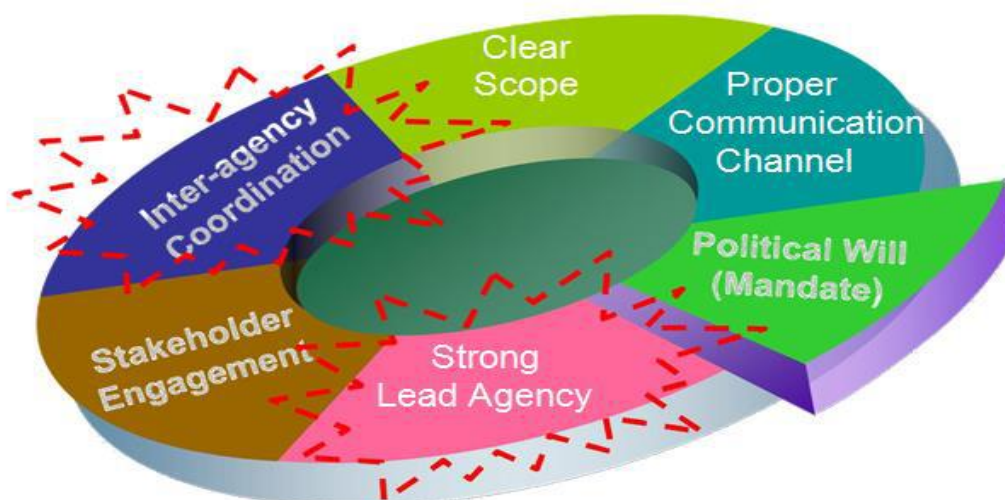 Clear
Scope
Proper
Communication
Channel
Inter-agency
Coordination
Political Will
(Mandate)
Stakeholder
Engagement
Strong
Lead Agency